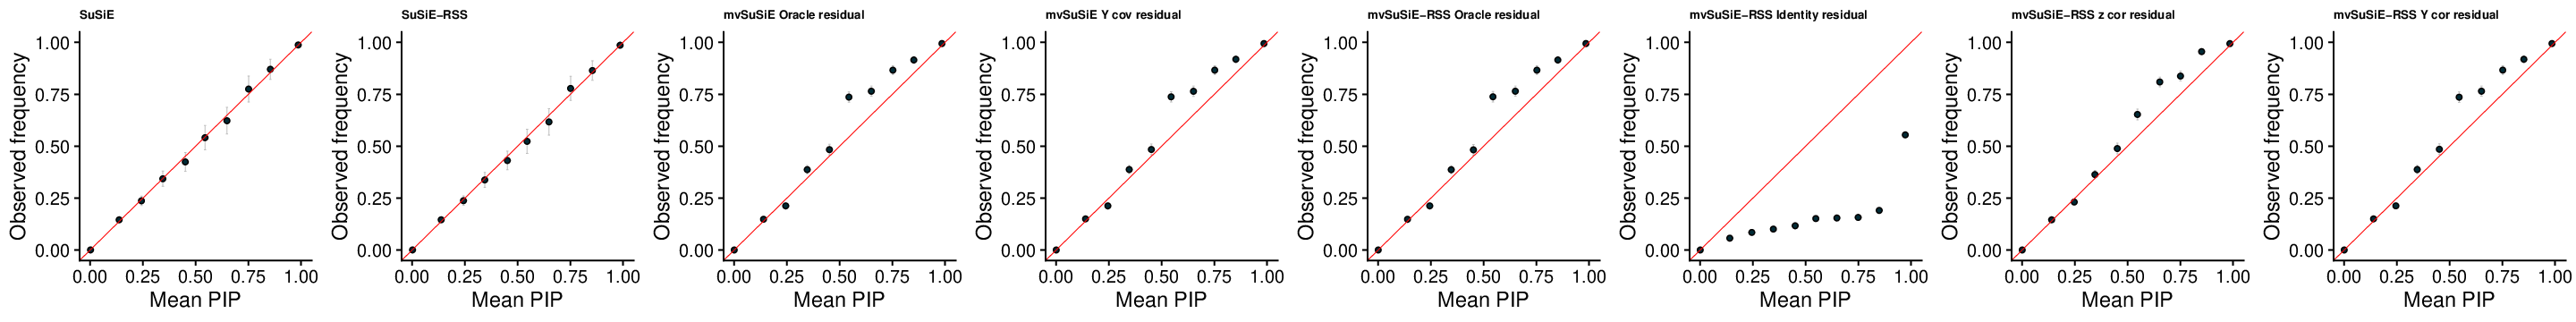 SuSiE
1.00
0.75
0.50
0.25
0.00
Observed frequency
0.00 0.25 0.50 0.75 1.00
Mean PIP
SuSiE−RSS
1.00
0.75
0.50
0.25
0.00
Observed frequency
0.00 0.25 0.50 0.75 1.00
Mean PIP
mvSuSiE Oracle residual
1.00
0.75
0.50
0.25
0.00
Observed frequency
0.00 0.25 0.50 0.75 1.00
Mean PIP
mvSuSiE Y cov residual
1.00
0.75
0.50
0.25
0.00
Observed frequency
0.00 0.25 0.50 0.75 1.00
Mean PIP
mvSuSiE−RSS Oracle residual
1.00
0.75
0.50
0.25
0.00
Observed frequency
0.00 0.25 0.50 0.75 1.00
Mean PIP
mvSuSiE−RSS Identity residual
1.00
0.75
0.50
0.25
0.00
Observed frequency
0.00 0.25 0.50 0.75 1.00
Mean PIP
mvSuSiE−RSS z cor residual
1.00
0.75
0.50
0.25
0.00
Observed frequency
0.00 0.25 0.50 0.75 1.00
Mean PIP
mvSuSiE−RSS Y cor residual
1.00
0.75
0.50
0.25
0.00
Observed frequency
0.00 0.25 0.50 0.75 1.00
Mean PIP